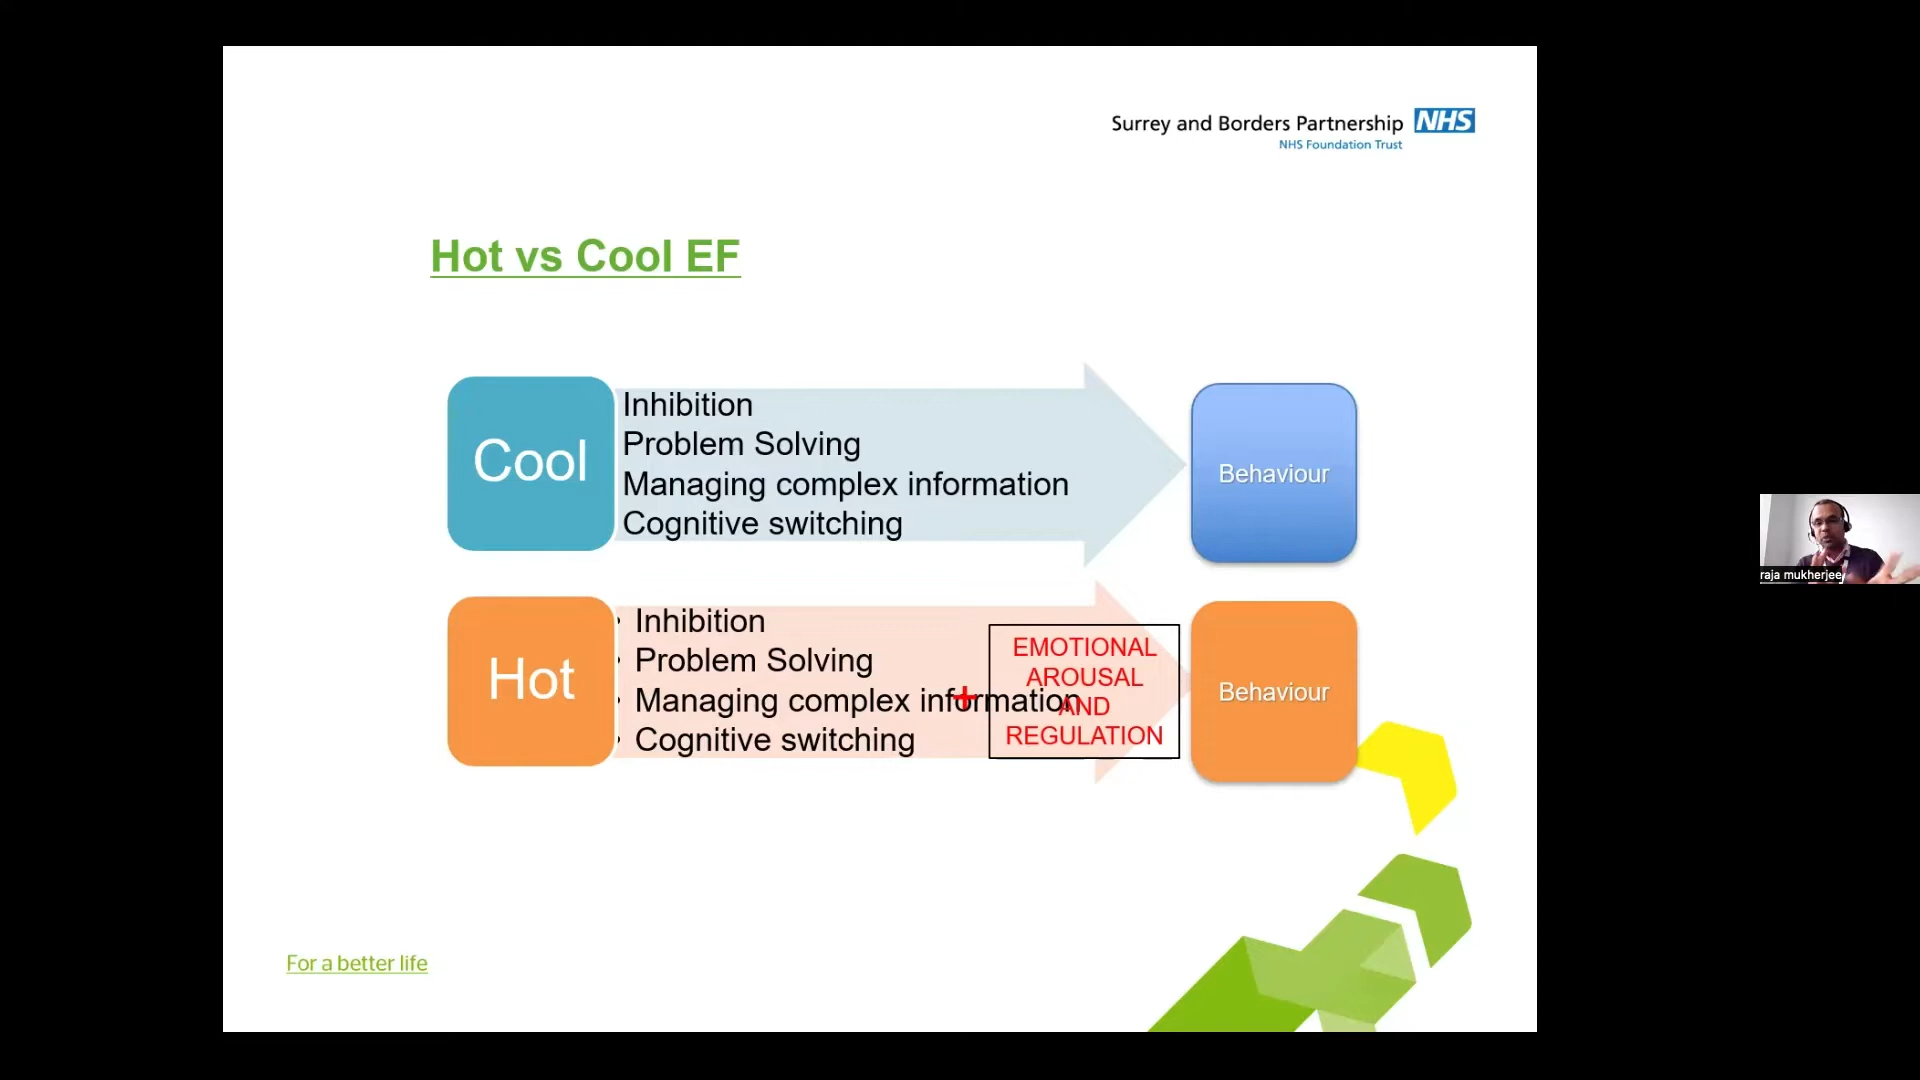 Surrey and Borders Partnership NHS
NHS Foundation Trust
Hot vs Cool EF
Cool
Inhibition
Problem Solving
Managing complex information
Cognitive switching
Behaviour
Hot
• Inhibition
• Problem Solving
• Managing complex information
• Cognitive switching
+
EMOTIONAL
AROUSAL
AND
REGULATION
Behaviour
raja mukherjee
For a better life